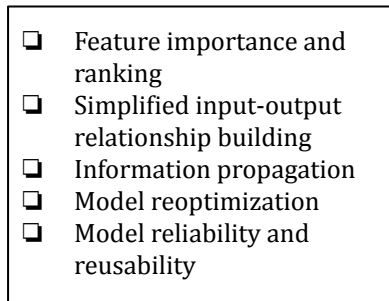 ❏ Feature importance and
ranking
❏ Simplified input-output
relationship building
❏ Information propagation
❏ Model reoptimization
❏ Model reliability and
reusability